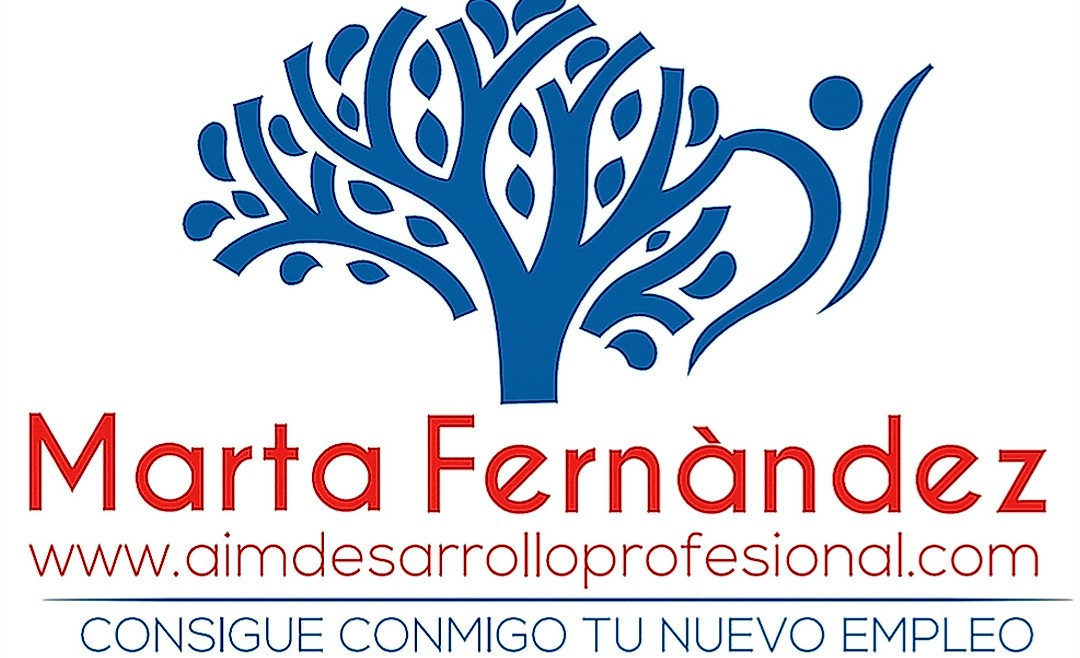 Marta Fernàndez
www.aimdesarrolloprofesional.com
CONSIGUE CONMIGO TU NUEVO EMPLEO